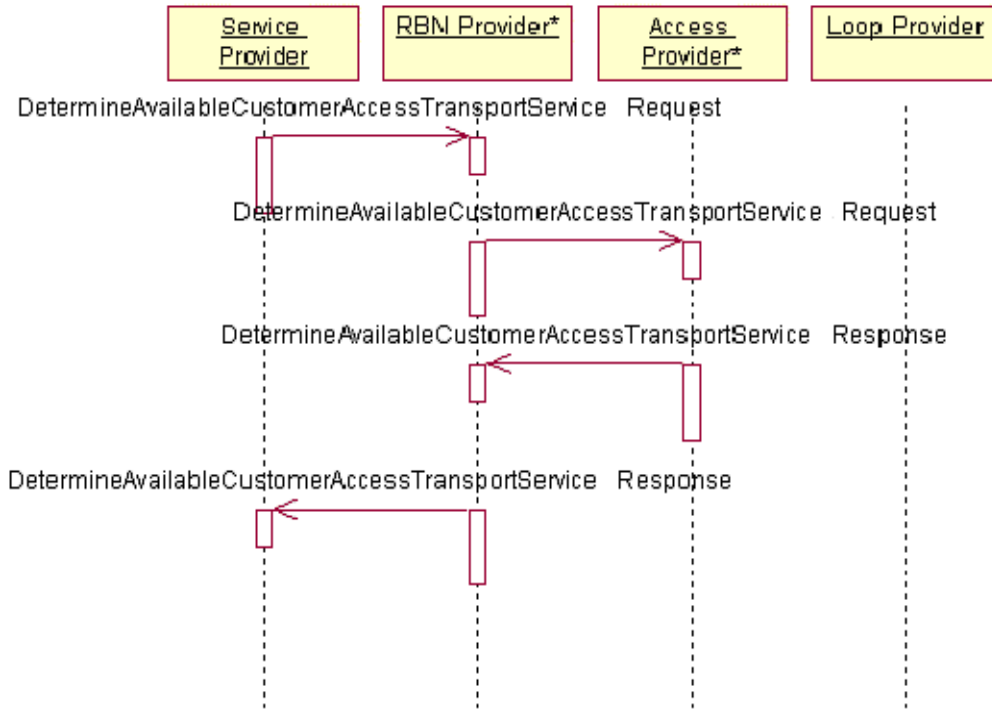 Service Provider
RBN Provider*
Access Provider*
Loop Provider
DetermineAvailableCustomerAccessTransportService Request
DetermineAvailableCustomerAccessTransportService Request
DetermineAvailableCustomerAccessTransportService Response
DetermineAvailableCustomerAccessTransportService Response